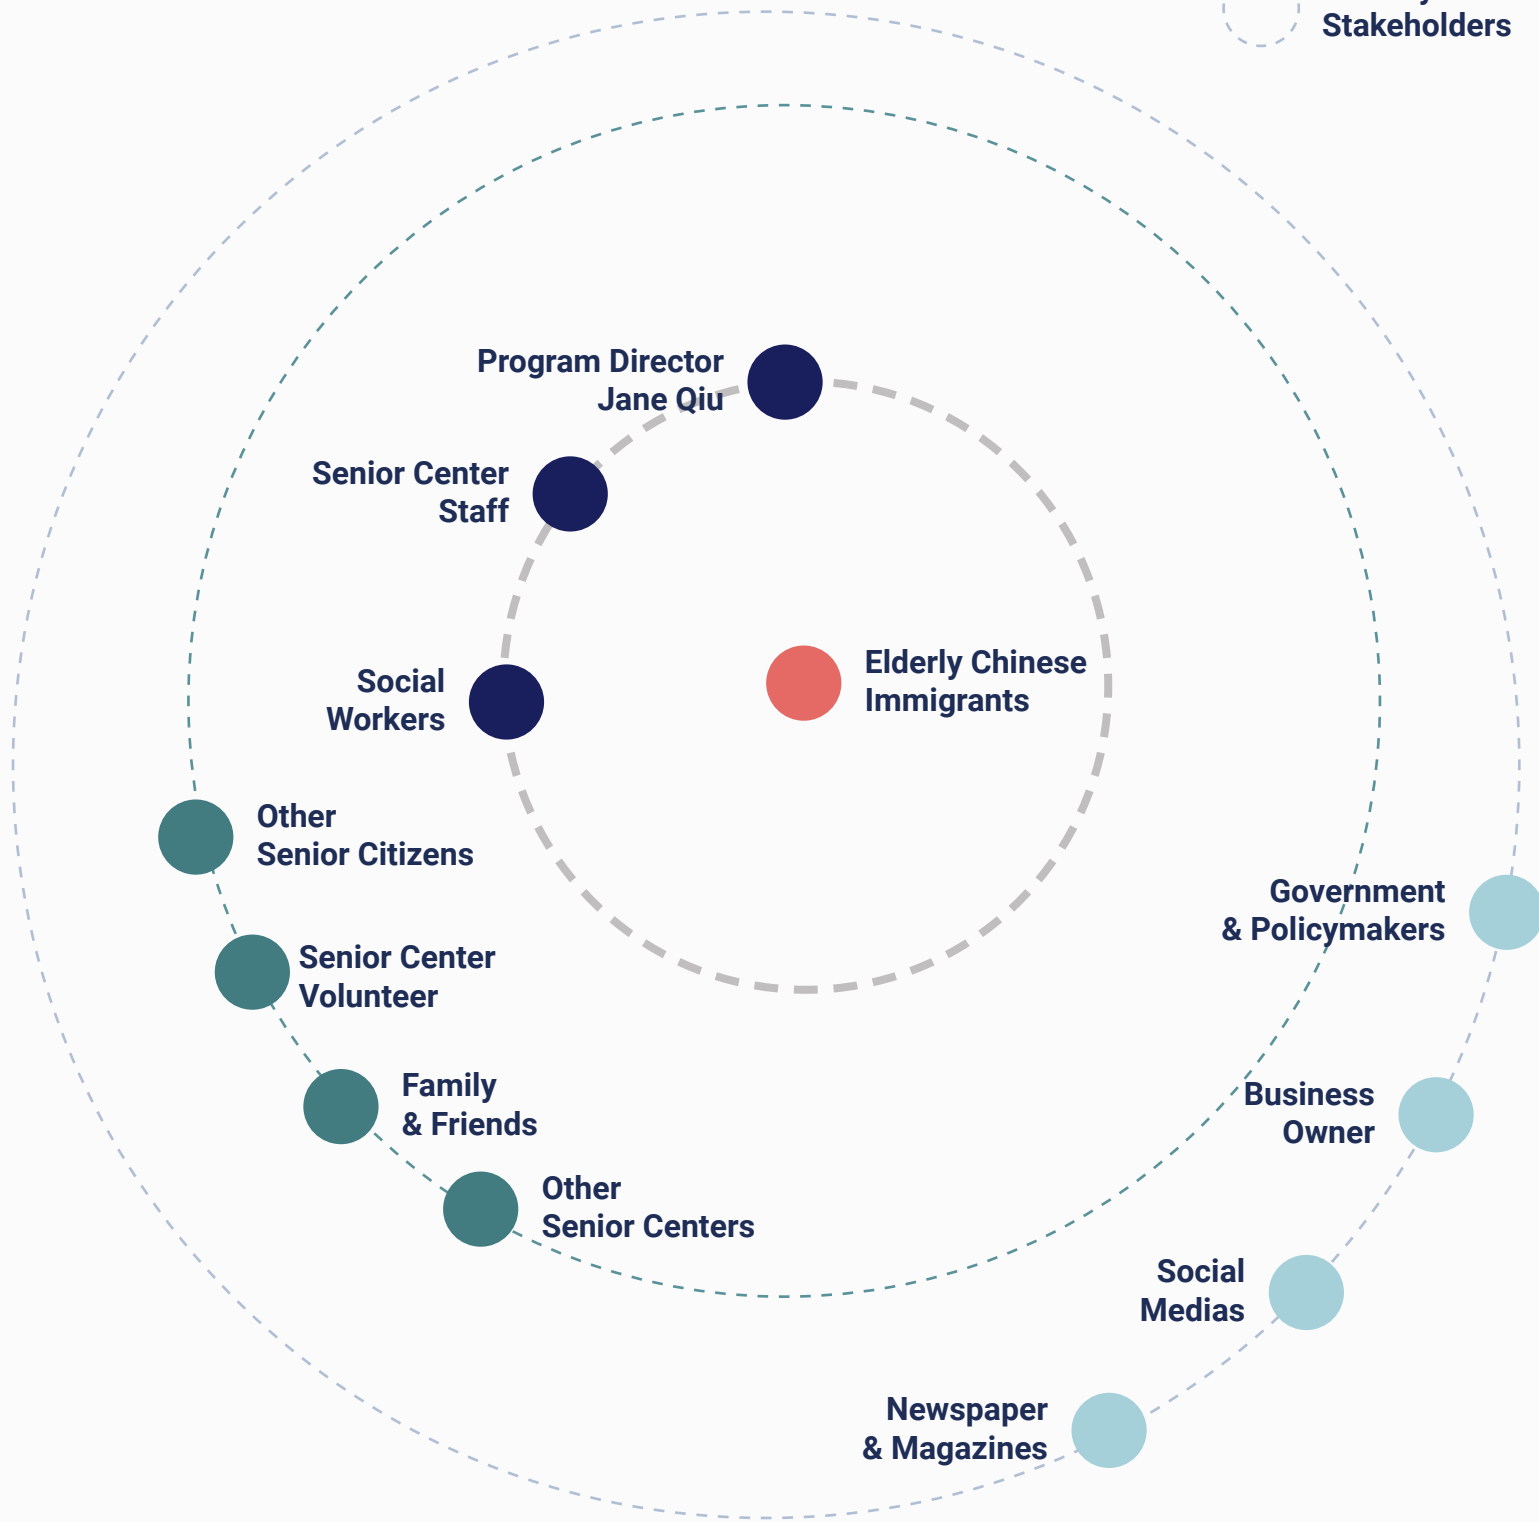 Stakeholders
Program Director
Jane Qiu
Senior Center
Staff
Elderly Chinese
Immigrants
Social
Workers
Other
Senior Citizens
Government
& Policymakers
Senior Center
Volunteer
Family
& Friends
Business
Owner
Other
Senior Centers
Social
Medias
Newspaper
& Magazines